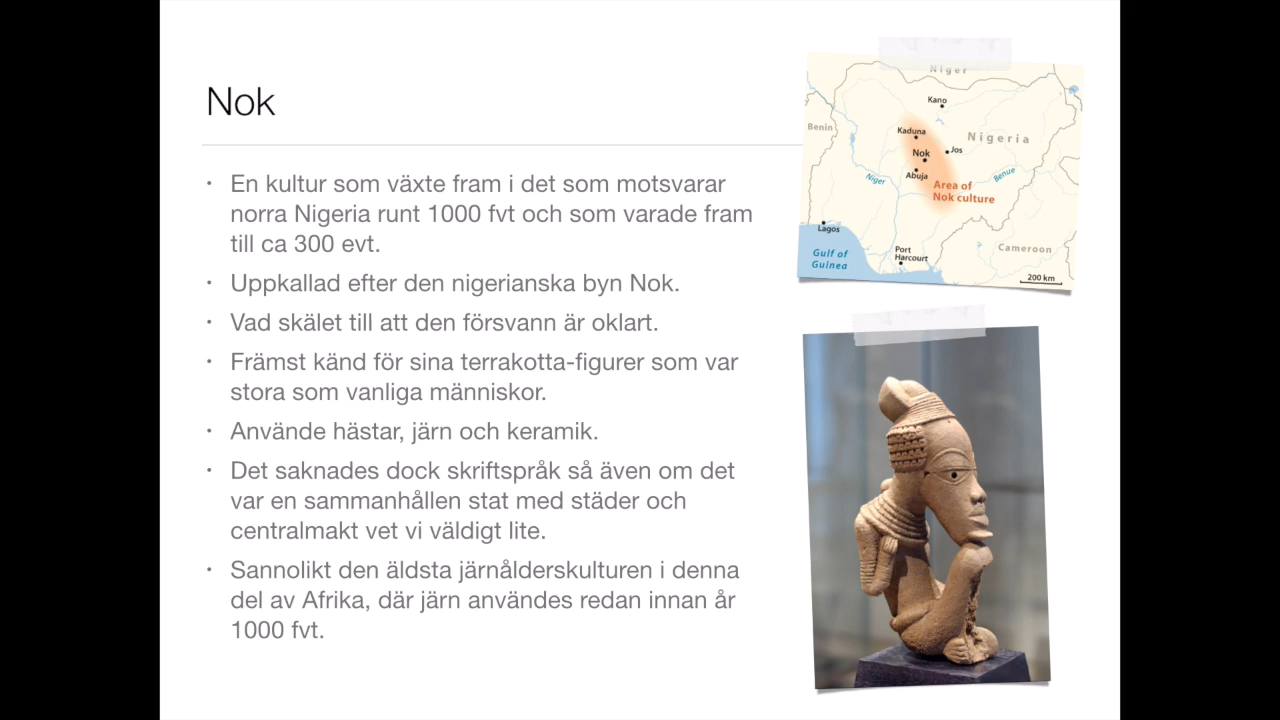 Nok
• En kultur som växte fram i det som motsvarar
norra Nigeria runt 1000 fvt och som varade fram
till ca 300 evt.
• Uppkallad efter den nigerianska byn Nok.
• Vad skälet till att den försvann är oklart.
• Främst känd för sina terrakotta-figurer som var
stora som vanliga människor.
• Använde hästar, järn och keramik.
• Det saknades dock skriftspråk så även om det
var en sammanhållen stat med städer och
centralmakt vet vi väldigt lite.
• Sannolikt den äldsta järnålderskulturen i denna
del av Afrika, där järn användes redan innan år
1000 fvt.
Niger
Kano
Benin
Kaduna
Nigeria
Nok
Jos
Abuja
Niger
Benue
Area of
Nok culture
Lagos
Gulf of
Guinea
Port
Harcourt
Cameroon
200 km